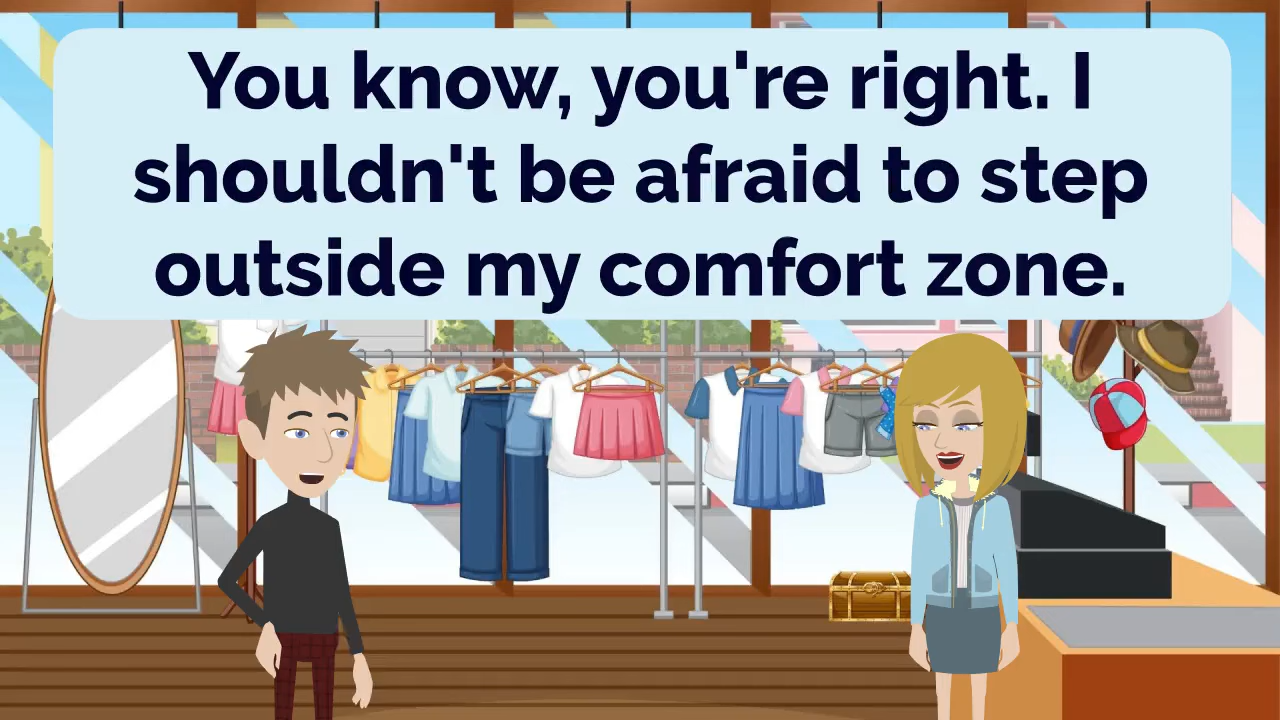 You know, you're right. I
shouldn't be afraid to step
outside my comfort zone.